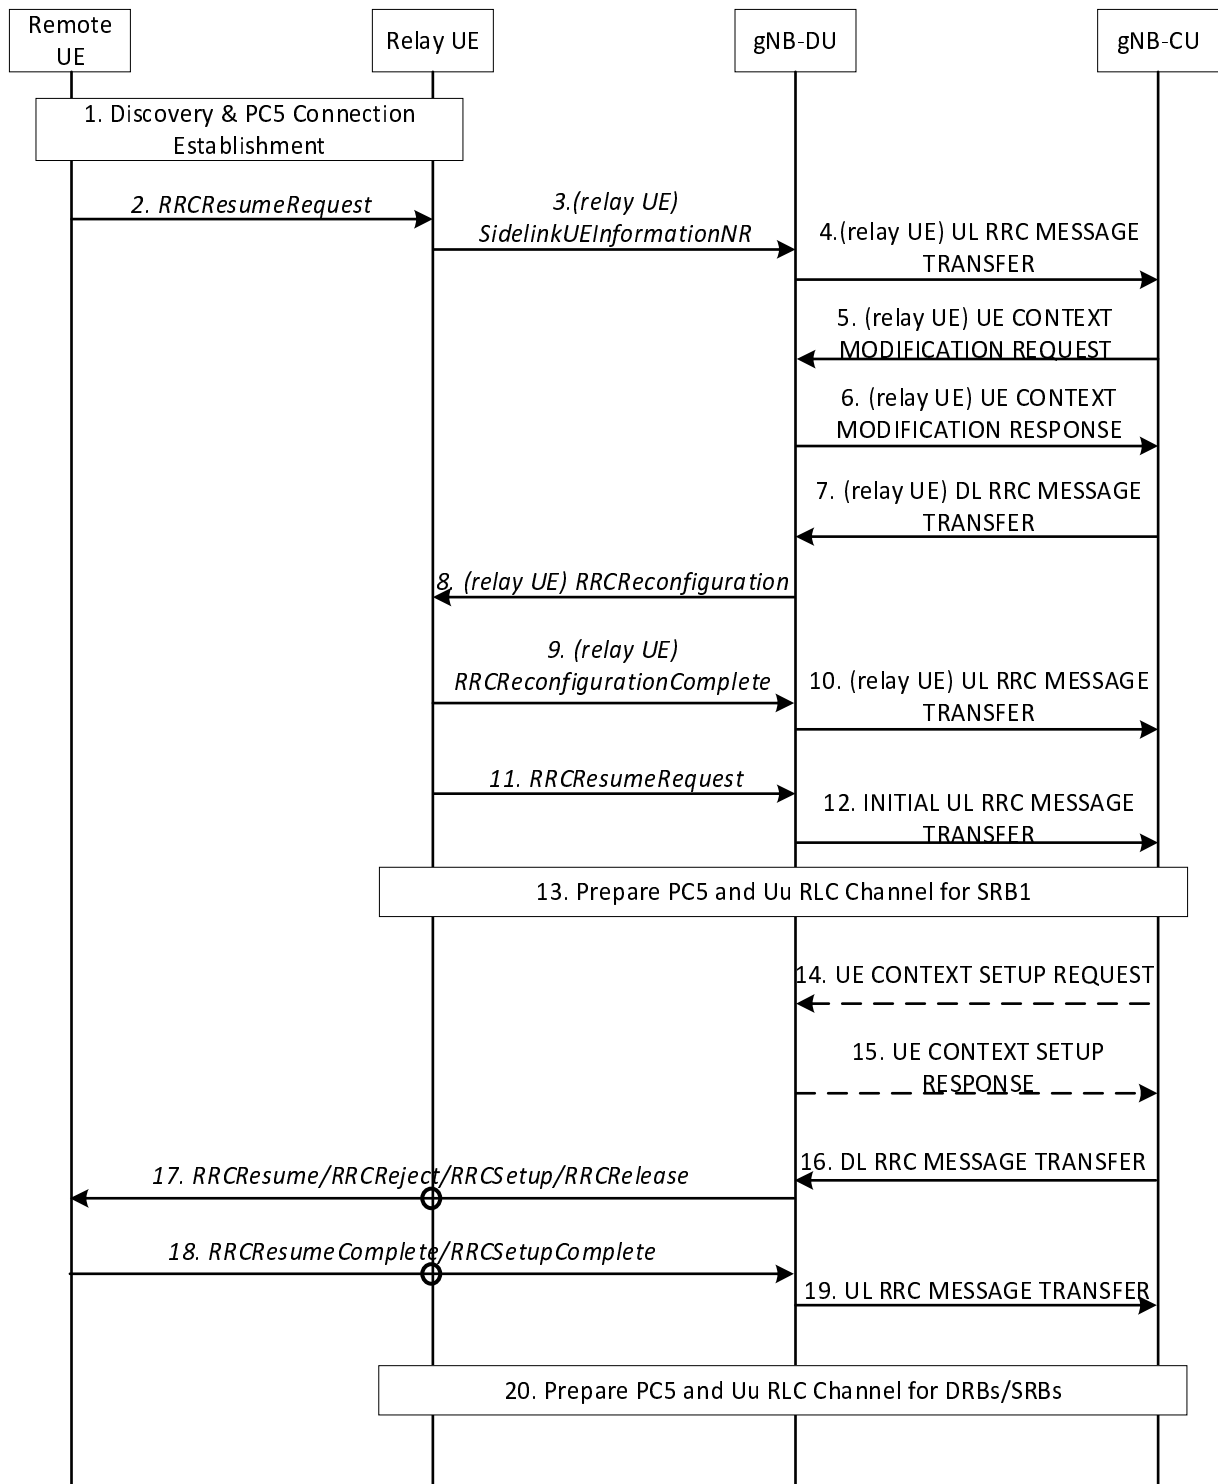 Remote
UE
Relay UE
gNB-DU
gNB-CU
1. Discovery & PC5 Connection
Establishment
2. RRCResumeRequest
3.(relay UE)
SidelinkUEInformationNR
4.(relay UE) UL RRC MESSAGE
TRANSFER
5. (relay UE) UE CONTEXT
MODIFICATION REQUEST
6. (relay UE) UE CONTEXT
MODIFICATION RESPONSE
7. (relay UE) DL RRC MESSAGE
TRANSFER
8. (relay UE) RRCReconfiguration
9. (relay UE)
RRCReconfigurationComplete
10. (relay UE) UL RRC MESSAGE
TRANSFER
11. RRCResumeRequest
12. INITIAL UL RRC MESSAGE
TRANSFER
13. Prepare PC5 and Uu RLC Channel for SRB1
14. UE CONTEXT SETUP REQUEST
15. UE CONTEXT SETUP
RESPONSE
16. DL RRC MESSAGE TRANSFER
17. RRCResume/RRCReject/RRCSetup/RRCRelease
18. RRCResumeComplete/RRCSetupComplete
19. UL RRC MESSAGE TRANSFER
20. Prepare PC5 and Uu RLC Channel for DRBs/SRBs